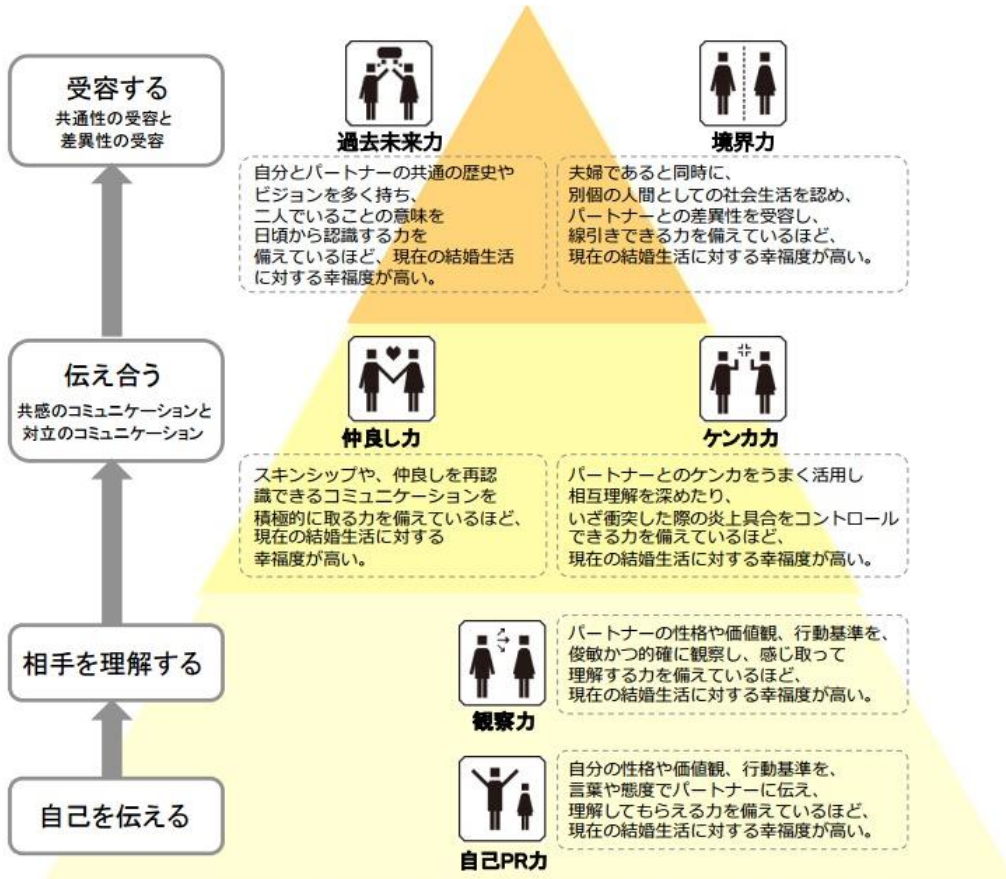 受容する
共通性の受容と
差異性の受容
過去未来力
自分とパートナーの共通の歴史や
ビジョンを多く持ち、
二人でいることの意味を
日頃から認識する力を
備えているほど、現在の結婚生活
に対する幸福度が高い。
境界力
夫婦であると同時に、
別個の人間としての社会生活を認め、
パートナーとの差異性を受容し、
線引きできる力を備えているほど、
現在の結婚生活に対する幸福度が高い。
伝え合う
共感のコミュニケーションと
対立のコミュニケーション
仲良し力
スキンシップや、仲良しを再認
識できるコミュニケーションを
積極的に取る力を備えているほど、
現在の結婚生活に対する
幸福度が高い。
ケンカ力
パートナーとのケンカをうまく活用し
相互理解を深めたり、
いざ衝突した際の炎上具合をコントロール
できる力を備えているほど、
現在の結婚生活に対する幸福度が高い。
相手を理解する
観察力
パートナーの性格や価値観、行動基準を、
俊敏かつ的確に観察し、感じ取って
理解する力を備えているほど、
現在の結婚生活に対する幸福度が高い。
自己を伝える
自己PR力
自分の性格や価値観、行動基準を、
言葉や態度でパートナーに伝え、
理解してもらえる力を備えているほど、
現在の結婚生活に対する幸福度が高い。